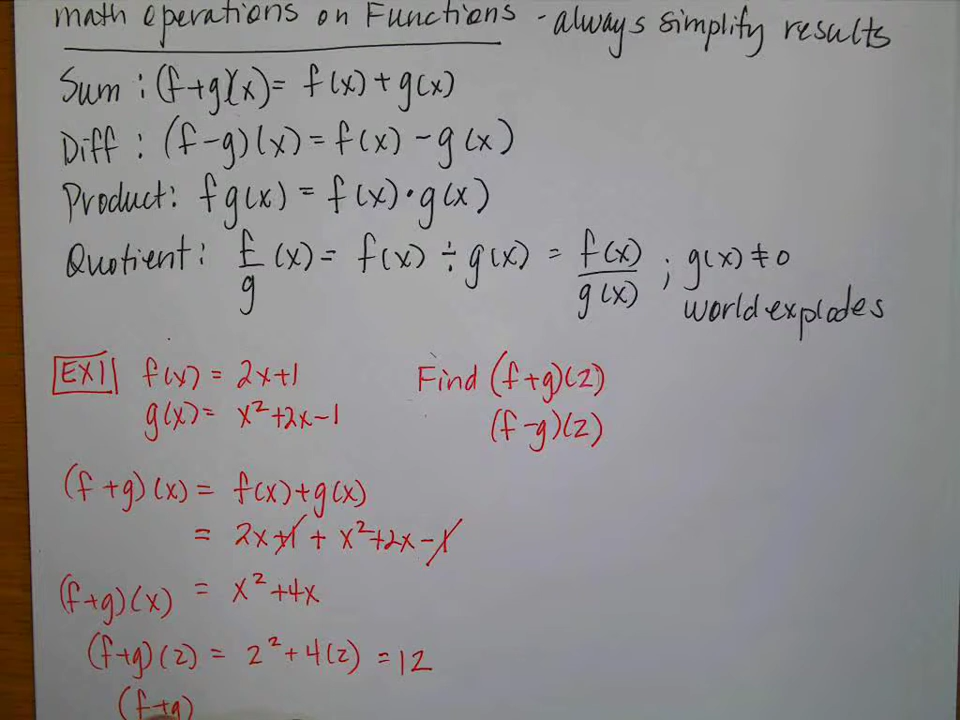 math operations on Functions - always simplify results
Sum : (f+g)(x) = f(x) + g(x)
Diff : (f-g)(x) = f(x) - g(x)
Product: fg(x) = f(x) · g(x)
Quotient: f/g (x) = f(x) ÷ g(x) = f(x)/g(x) ; g(x) ≠ 0
world explodes
EX1 f(x) = 2x+1 Find (f+g)(2)
g(x) = x²+2x-1 (f-g)(2)
(f+g)(x) = f(x)+g(x)
= 2x+1 + x²+2x-1
(f+g)(x) = x²+4x
(f+g)(2) = 2²+4(2) = 12
(f+g)